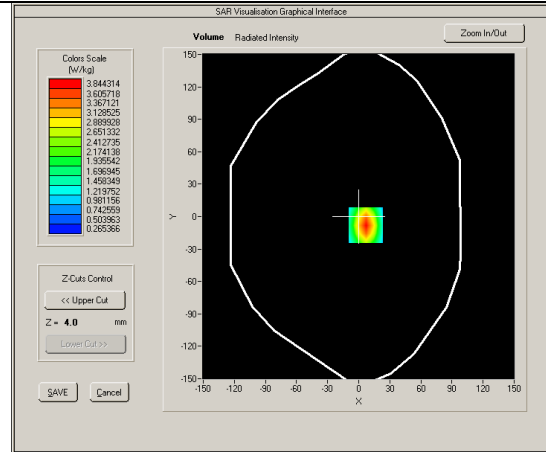 SAR Visualisation Graphical Interface
Volume Radiated Intensity
Zoom In/Out
Colors Scale
(W/kg)
3.844314
3.605718
3.367121
3.128525
2.889928
2.651332
2.412735
2.174138
1.935542
1.696945
1.458349
1.219752
0.981156
0.742559
0.503963
0.265366
Z-Cuts Control
<< Upper Cut
Z = 4.0 mm
Lower Cut >>
SAVE
Cancel
150
120
90
60
30
0
-30
-60
-90
-120
-150
Y
-150 -120 -90 -60 -30 0 30 60 90 120 150
X